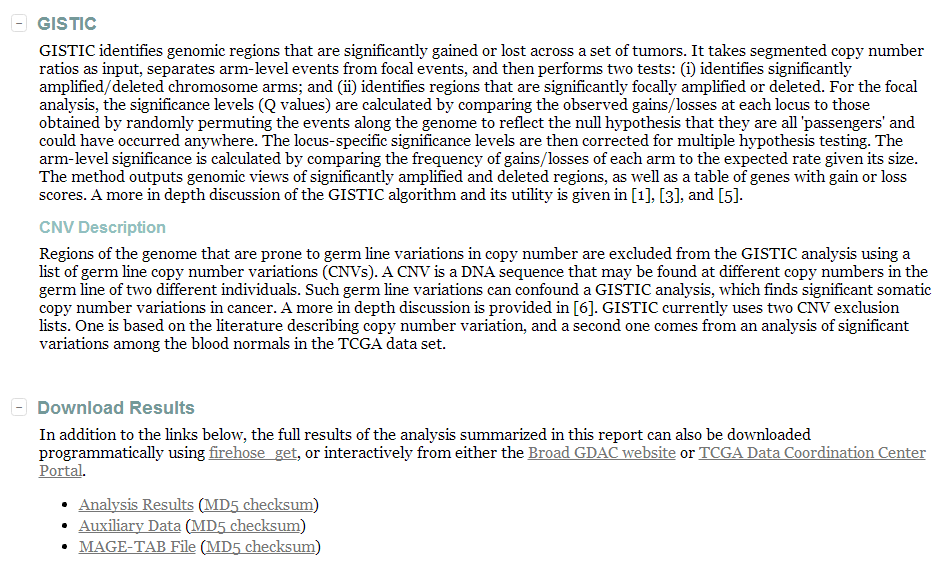 GISTIC
GISTIC identifies genomic regions that are significantly gained or lost across a set of tumors. It takes segmented copy number
ratios as input, separates arm-level events from focal events, and then performs two tests: (i) identifies significantly
amplified/deleted chromosome arms; and (ii) identifies regions that are significantly focally amplified or deleted. For the focal
analysis, the significance levels (Q values) are calculated by comparing the observed gains/losses at each locus to those
obtained by randomly permuting the events along the genome to reflect the null hypothesis that they are all 'passengers' and
could have occurred anywhere. The locus-specific significance levels are then corrected for multiple hypothesis testing. The
arm-level significance is calculated by comparing the frequency of gains/losses of each arm to the expected rate given its size.
The method outputs genomic views of significantly amplified and deleted regions, as well as a table of genes with gain or loss
scores. A more in depth discussion of the GISTIC algorithm and its utility is given in [1], [3], and [5].
CNV Description
Regions of the genome that are prone to germ line variations in copy number are excluded from the GISTIC analysis using a
list of germ line copy number variations (CNVs). A CNV is a DNA sequence that may be found at different copy numbers in the
germ line of two different individuals. Such germ line variations can confound a GISTIC analysis, which finds significant somatic
copy number variations in cancer. A more in depth discussion is provided in [6]. GISTIC currently uses two CNV exclusion
lists. One is based on the literature describing copy number variation, and a second one comes from an analysis of significant
variations among the blood normals in the TCGA data set.
Download Results
In addition to the links below, the full results of the analysis summarized in this report can also be downloaded
programmatically using firehose_get, or interactively from either the Broad GDAC website or TCGA Data Coordination Center
Portal.
• Analysis Results (MD5 checksum)
• Auxiliary Data (MD5 checksum)
• MAGE-TAB File (MD5 checksum)